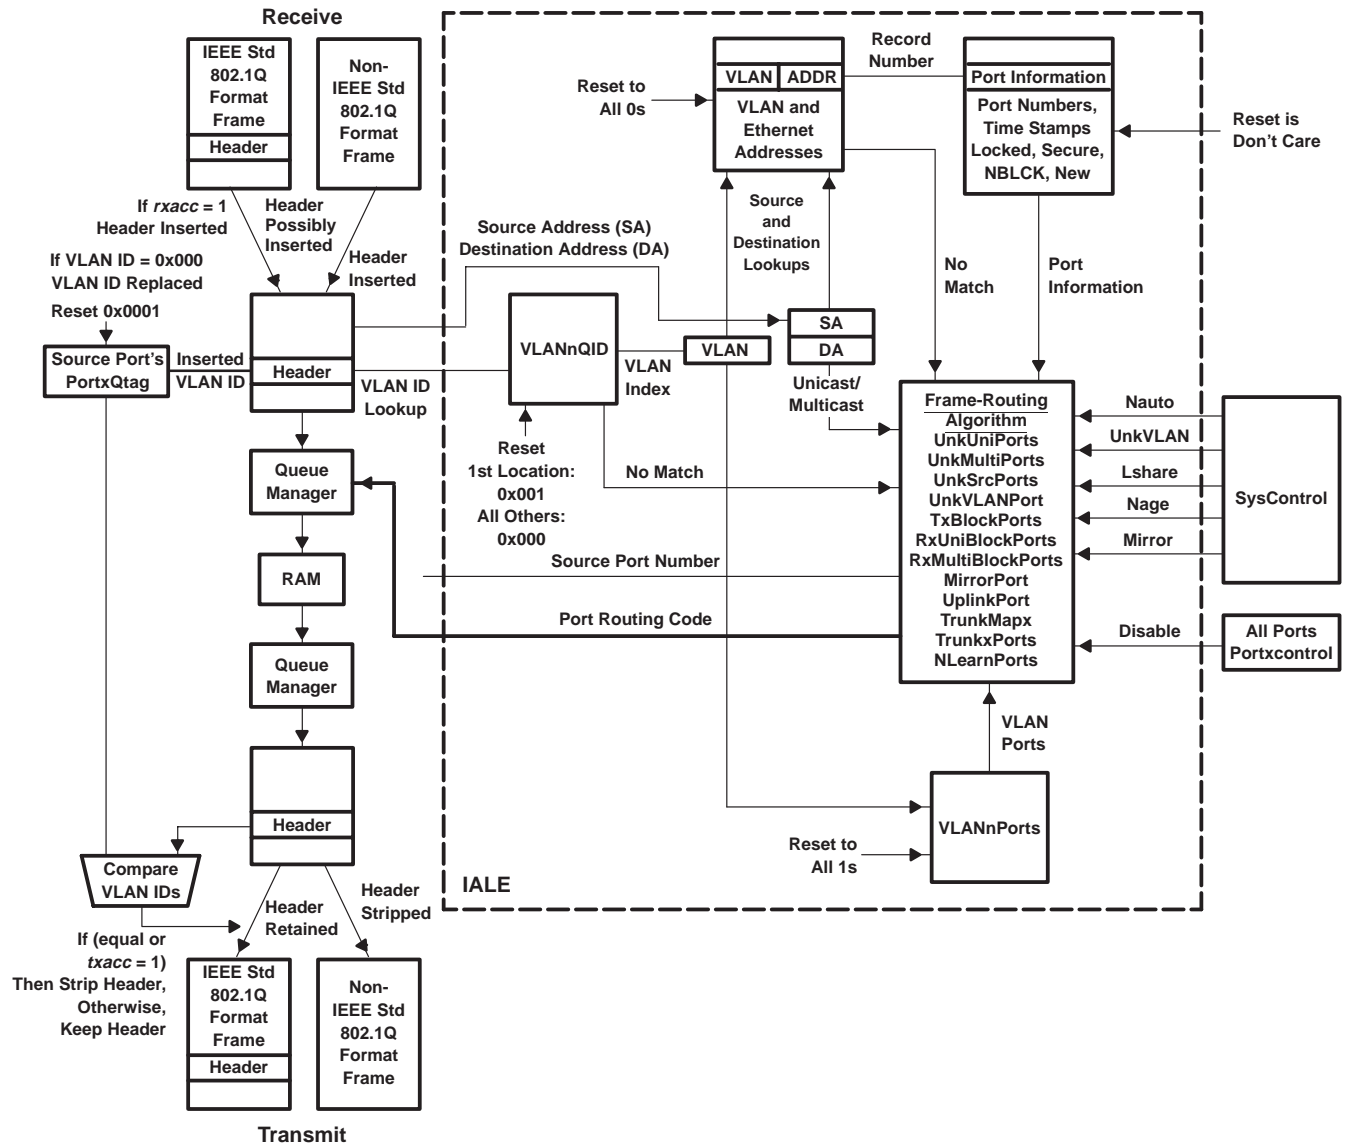 Receive
IEEE Std
802.1Q
Format
Frame
Header
Non-
IEEE Std
802.1Q
Format
Frame
If rxacc = 1
Header Inserted
Header
Possibly
Inserted
Header
Inserted
If VLAN ID = 0x000
VLAN ID Replaced
Reset 0x0001
Source Port's
PortxQtag
Inserted
VLAN ID
Header
VLAN ID
Lookup
Source Address (SA)
Destination Address (DA)
VLANnQID
VLAN
Index
VLAN
Reset
1st Location:
0x001
All Others:
0x000
No Match
Reset to
All 0s
VLAN
ADDR
VLAN and
Ethernet
Addresses
Record
Number
Port Information
Port Numbers,
Time Stamps
Locked, Secure,
NBLCK, New
Reset is
Don't Care
Source
and
Destination
Lookups
SA
DA
Unicast/
Multicast
No
Match
Port
Information
Frame-Routing
Algorithm
UnkUniPorts
UnkMultiPorts
UnkSrcPorts
UnkVLANPort
TxBlockPorts
RxUniBlockPorts
RxMultiBlockPorts
MirrorPort
UplinkPort
TrunkMapx
TrunkxPorts
NLearnPorts
Nauto
UnkVLAN
Lshare
Nage
Mirror
SysControl
Disable
All Ports
Portxcontrol
Queue
Manager
RAM
Queue
Manager
Source Port Number
Port Routing Code
VLAN
Ports
VLANnPorts
Reset to
All 1s
IALE
Header
Compare
VLAN IDs
Header
Retained
Header
Stripped
If (equal or
txacc = 1)
Then Strip Header,
Otherwise,
Keep Header
IEEE Std
802.1Q
Format
Frame
Header
Non-
IEEE Std
802.1Q
Format
Frame
Transmit